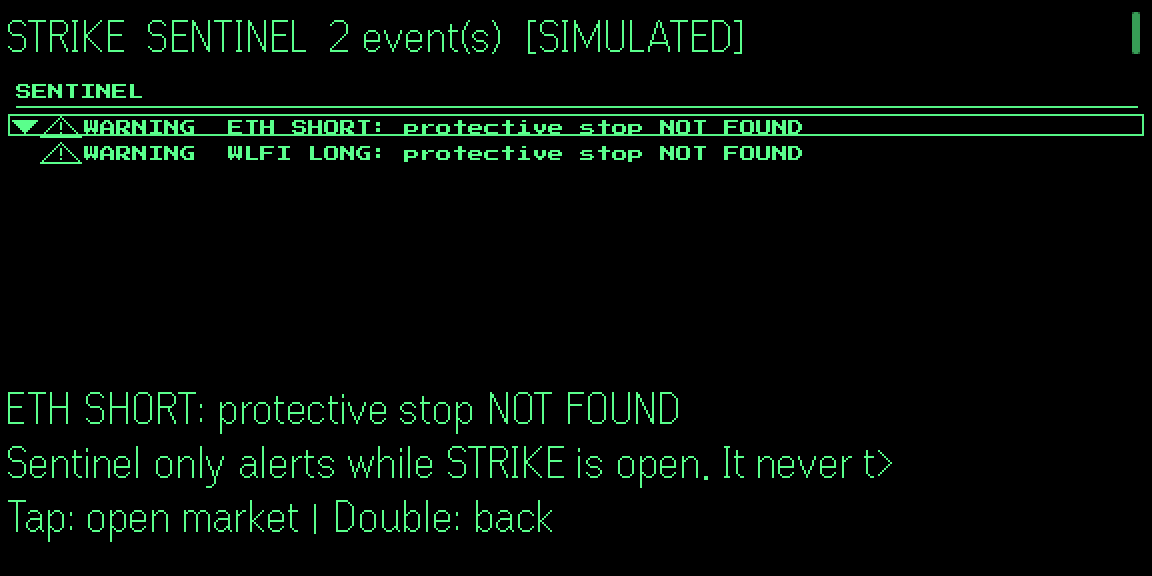 STRIKE SENTINEL 2 event(s) [SIMULATED]
SENTINEL
WARNING ETH SHORT: protective stop NOT FOUND
WARNING WLFI LONG: protective stop NOT FOUND
ETH SHORT: protective stop NOT FOUND
Sentinel only alerts while STRIKE is open. It never t>
Tap: open market | Double: back